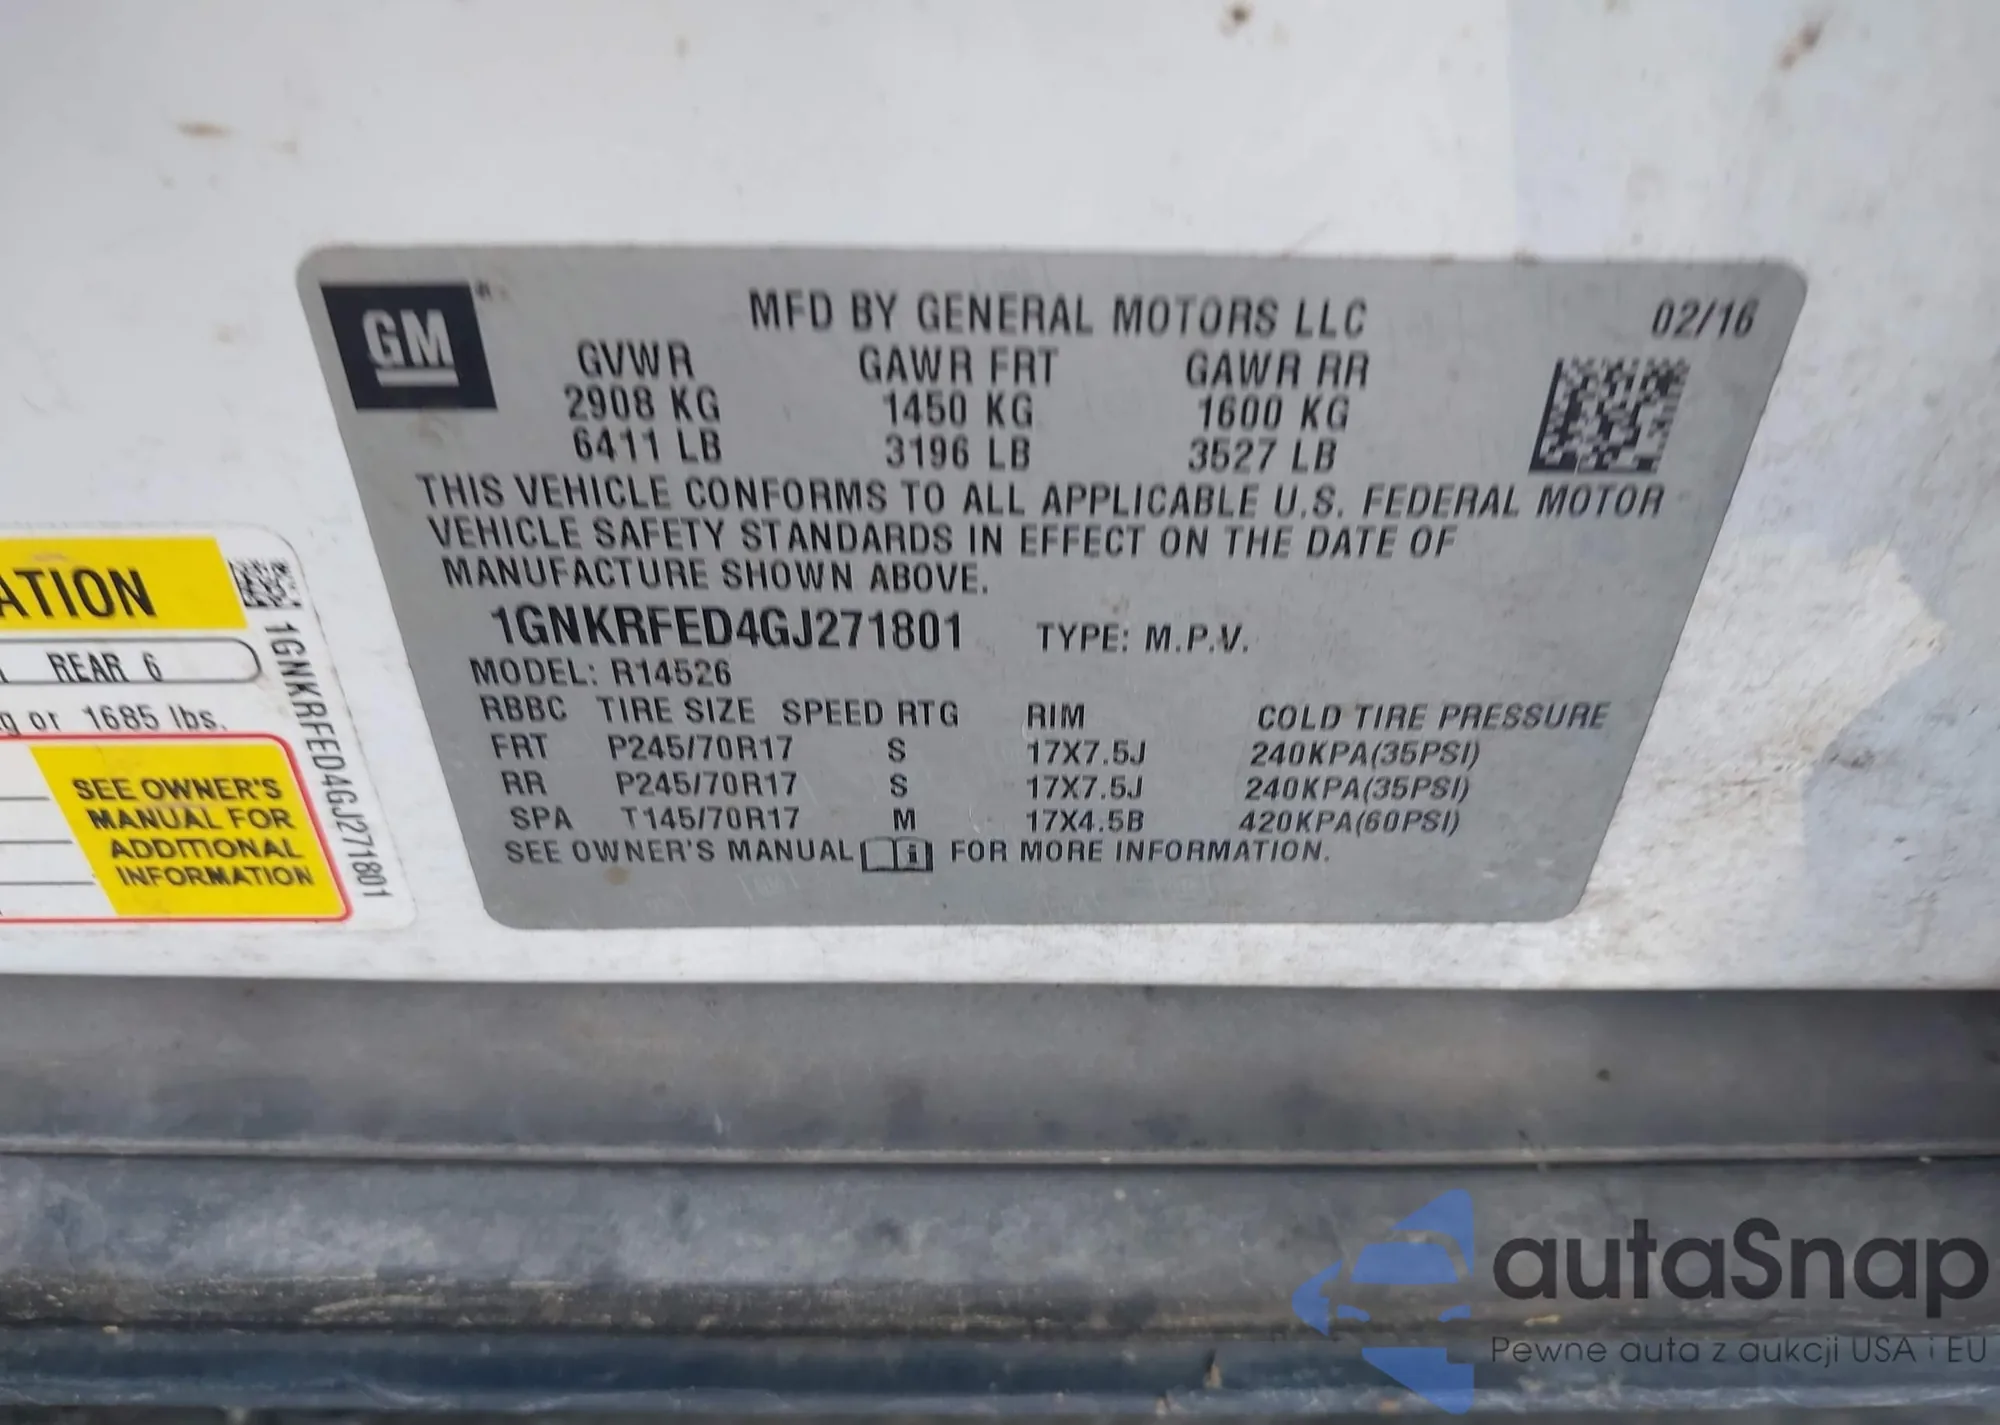 GM
MFD BY GENERAL MOTORS LLC 02/16
GVWR GAWR FRT GAWR RR
2908 KG 1450 KG 1600 KG
6411 LB 3196 LB 3527 LB
THIS VEHICLE CONFORMS TO ALL APPLICABLE U.S. FEDERAL MOTOR
VEHICLE SAFETY STANDARDS IN EFFECT ON THE DATE OF
MANUFACTURE SHOWN ABOVE.
1GNKRFED4GJ271801 TYPE: M.P.V.
MODEL: R14526
RBBC TIRE SIZE SPEED RTG RIM COLD TIRE PRESSURE
FRT P245/70R17 S 17X7.5J 240KPA(35PSI)
RR P245/70R17 S 17X7.5J 240KPA(35PSI)
SPA T145/70R17 M 17X4.5B 420KPA(60PSI)
SEE OWNER'S MANUAL FOR MORE INFORMATION.
ATION
REAR 6
g or 1685 lbs.
SEE OWNER'S
MANUAL FOR
ADDITIONAL
INFORMATION
1GNKRFED4GJ271801
autaSnap
Pewne auta z aukcji USA i EU